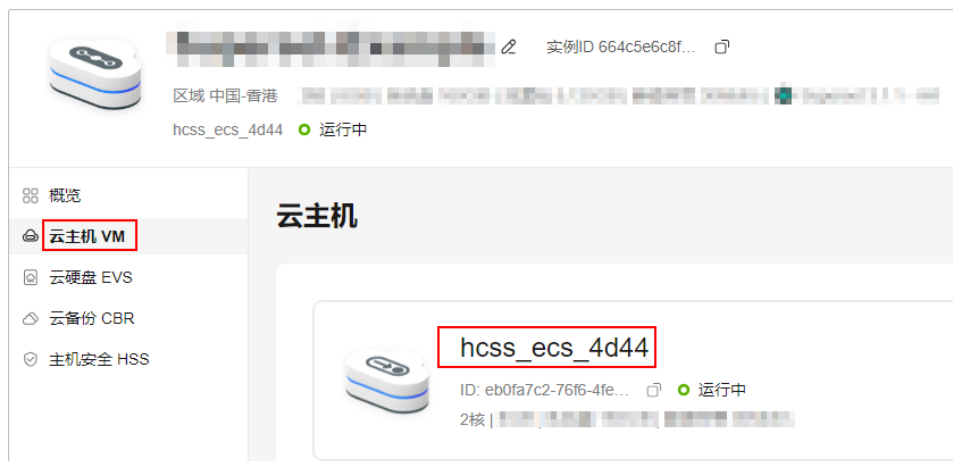 实例ID 664c5e6c8f...
区域 中国-香港
hcss_ecs_4d44 运行中
概览
云主机 VM
云硬盘 EVS
云备份 CBR
主机安全 HSS
云主机
hcss_ecs_4d44
ID: eb0fa7c2-76f6-4fe... 运行中
2核 |